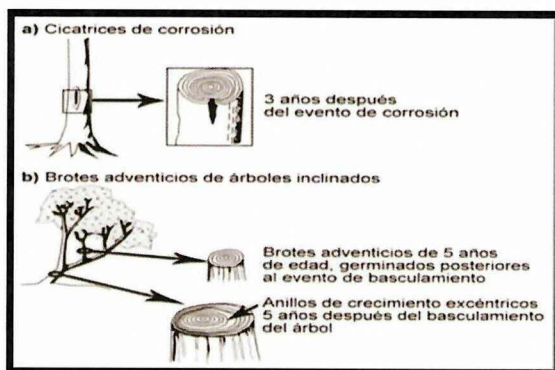 a) Cicatrices de corrosión
3 años después
del evento de corrosión
b) Brotes adventicios de árboles inclinados
Brotes adventicios de 5 años
de edad, germinados posteriores
al evento de basculamiento
Anillos de crecimiento excéntricos
5 años después del basculamiento
del árbol